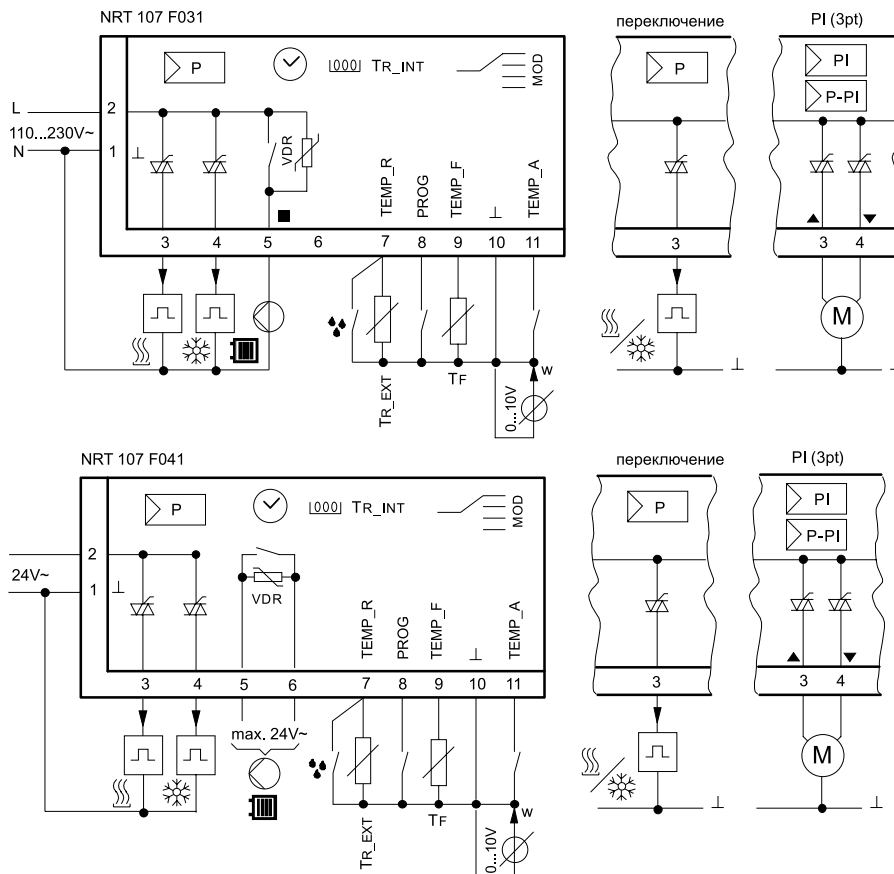 NRT 107 F031
переключение
PI (3pt)
P
[000] TR_INT
MOD
P
PI
P-PI
L
2
110...230V~
N
1
⊥
VDR
TEMP_R
PROG
TEMP_F
⊥
TEMP_A
3 4 5 6 7 8 9 10 11
3
3 4
M
TR_EXT
TF
0...10V
w
⊥
NRT 107 F041
переключение
PI (3pt)
P
[000] TR_INT
MOD
P
PI
P-PI
2
24V~
1
⊥
VDR
TEMP_R
PROG
TEMP_F
⊥
TEMP_A
3 4 5 6 7 8 9 10 11
3
3 4
max. 24V~
M
TR_EXT
TF
0...10V
w
⊥
⊥